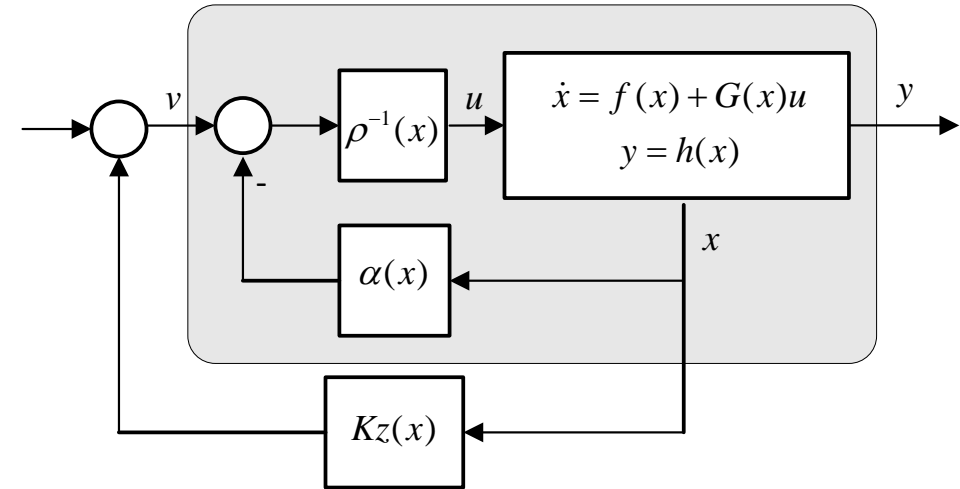 v
ρ⁻¹(x)
u
ẋ = f(x) + G(x)u
y = h(x)
y
-
α(x)
x
Kz(x)